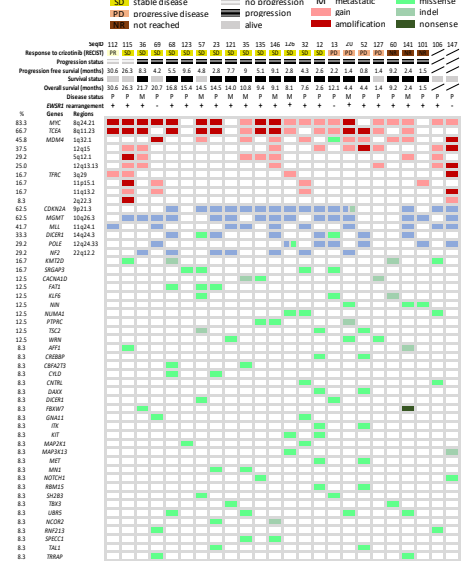 SD stable disease no progression metastatic missense
PD progressive disease progression gain indel
NR not reached alive amolification nonsense
SeqID 112 115 36 69 68 123 57 23 121 35 135 146 126 32 12 13 20 52 127 60 141 101 106 147
Response to crizotinib (RECIST) PR SD SD SD SD SD SD SD SD SD SD SD SD SD SD PD PD PD PD NR NR NR
Progression status
Progression free survival [months] 30.6 26.3 8.3 4.2 5.5 9.6 4.8 2.8 7.7 9 5.5 9.1 2.8 4.3 2.6 2.2 1.4 0.8 1.4 9.2 2.4 1.5
Survival status
Overall survival [months] 30.6 26.3 21.7 20.7 16.8 15.4 14.5 14.5 14.0 10.8 9.4 9.1 8.2 7.6 2.6 12.1 4.4 4.4 3.2 9.2 2.4 1.5
Disease status P P M P P P M M P P M M M P P P M P P P M P P P
EWSR1 rearrangement + + + - + + + + + + + + + + + - + + + + + + + -
% Genes Regions
83.3 MYC 8q24.21
66.7 TCEA 8q11.23
45.8 MDM4 1q32.1
37.5 12q15
29.2 5q12.1
25.0 12q13.13
16.7 TFRC 3q29
16.7 11p15.1
16.7 11q13.2
8.3 2q22.3
62.5 CDKN2A 9p21.3
62.5 MGMT 10q26.3
41.7 MLL 11q24.1
33.3 DICER1 14q24.3
29.2 POLE 12q24.33
29.2 NF2 22q12.2
16.7 KMT2D
16.7 SRGAP3
12.5 CACNA1D
12.5 FAT1
12.5 KLF6
12.5 NIN
12.5 NUMA1
12.5 PTPRC
12.5 TSC2
12.5 WRN
8.3 AFF1
8.3 CREBBP
8.3 CBFA2T3
8.3 CYLD
8.3 CNTRL
8.3 DAXX
8.3 DICER1
8.3 FBXW7
8.3 GNA11
8.3 ITK
8.3 KIT
8.3 MAP2K1
8.3 MAP3K13
8.3 MET
8.3 MN1
8.3 NOTCH1
8.3 RBM15
8.3 SH2B3
8.3 TBX3
8.3 UBR5
8.3 NCOR2
8.3 RNF213
8.3 SPECC1
8.3 TAL1
8.3 TRRAP